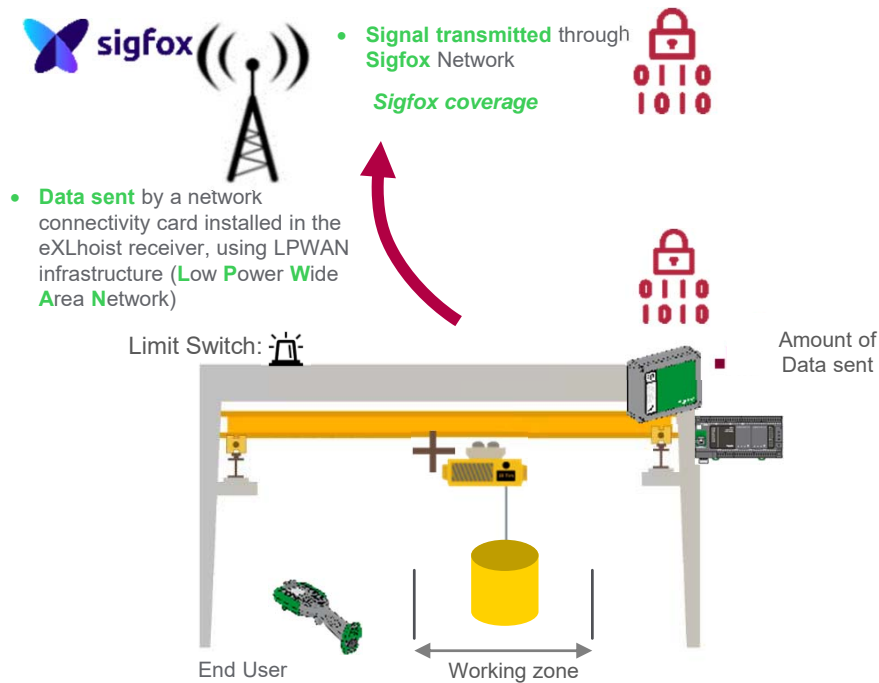 sigfox
• Signal transmitted through
Sigfox Network
Sigfox coverage
0110
1010
• Data sent by a network
connectivity card installed in the
eXLhoist receiver, using LPWAN
infrastructure (Low Power Wide
Area Network)
0110
1010
Limit Switch:
Amount of
Data sent
End User
Working zone